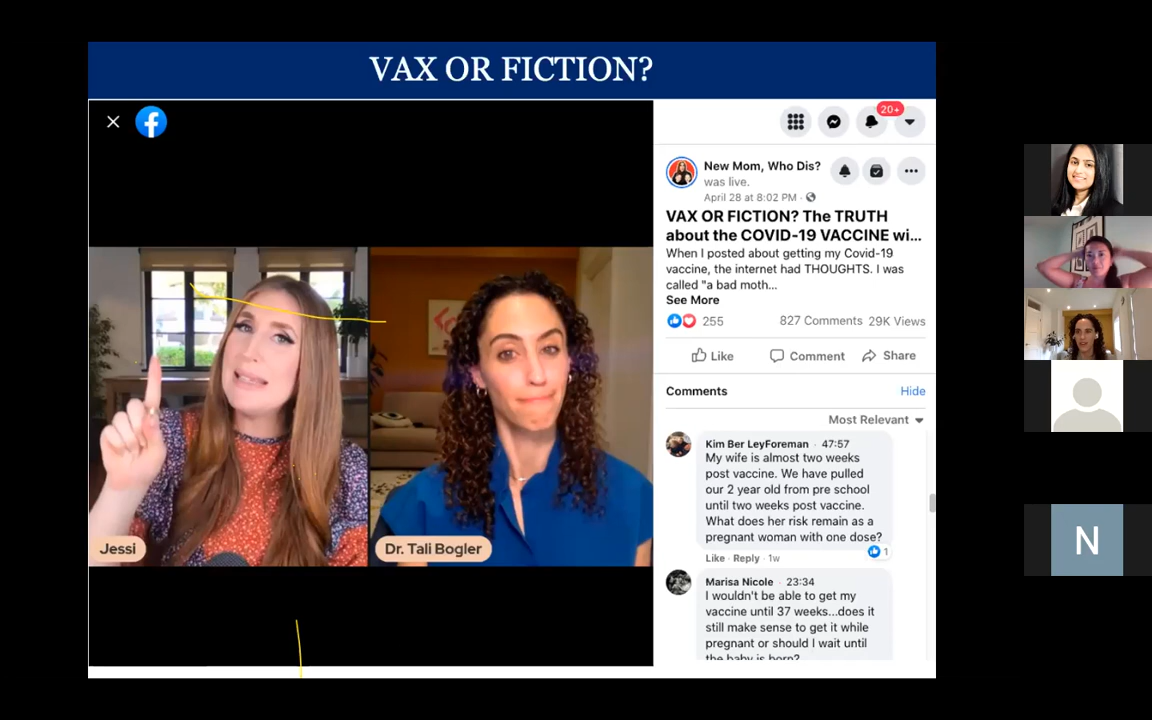 VAX OR FICTION?
20+
New Mom, Who Dis?
was live.
April 28 at 8:02 PM ·
VAX OR FICTION? The TRUTH
about the COVID-19 VACCINE wi...
When I posted about getting my Covid-19
vaccine, the internet had THOUGHTS. I was
called "a bad moth...
See More
255 827 Comments 29K Views
Like Comment Share
Comments Hide
Most Relevant
Kim Ber LeyForeman · 47:57
My wife is almost two weeks
post vaccine. We have pulled
our 2 year old from pre school
until two weeks post vaccine.
What does her risk remain as a
pregnant woman with one dose?
Like · Reply · 1w 1
Marisa Nicole · 23:34
I wouldn't be able to get my
vaccine until 37 weeks...does it
still make sense to get it while
pregnant or should I wait until
the baby is born?
Jessi
Dr. Tali Bogler
N